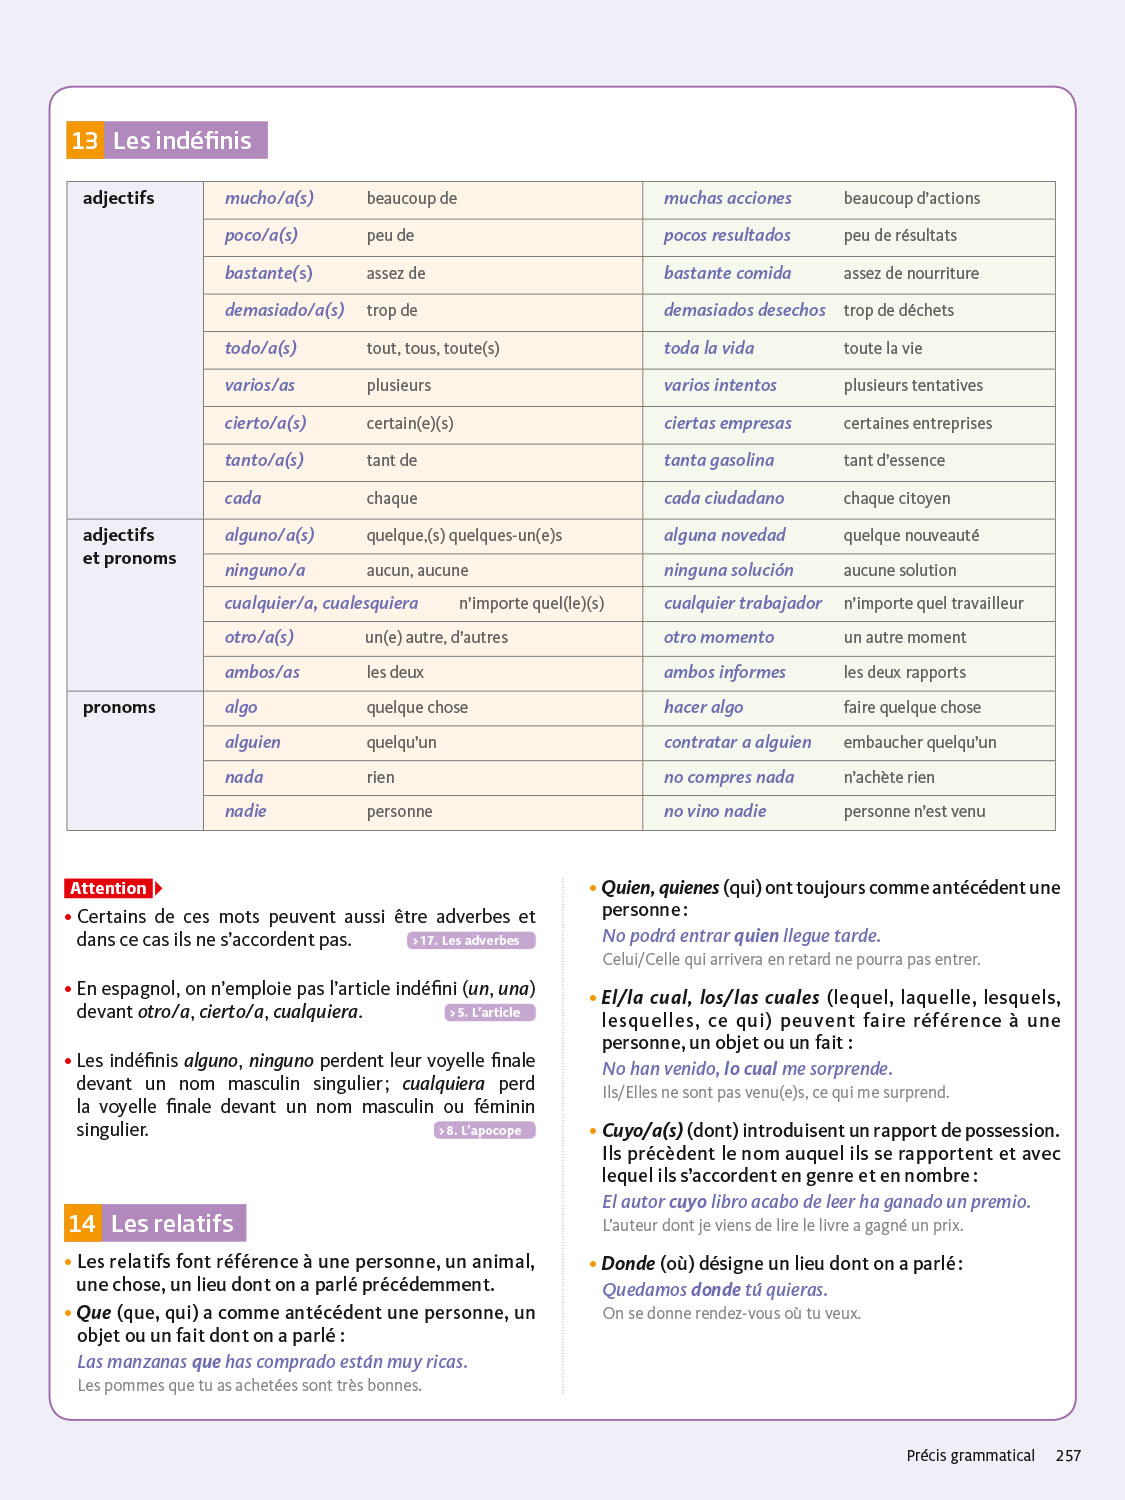 13 Les indéfinis
adjectifs mucho/a(s) beaucoup de muchas acciones beaucoup d’actions
poco/a(s) peu de pocos resultados peu de résultats
bastante(s) assez de bastante comida assez de nourriture
demasiado/a(s) trop de demasiados desechos trop de déchets
todo/a(s) tout, tous, toute(s) toda la vida toute la vie
varios/as plusieurs varios intentos plusieurs tentatives
cierto/a(s) certain(e)(s) ciertas empresas certaines entreprises
tanto/a(s) tant de tanta gasolina tant d’essence
cada chaque cada ciudadano chaque citoyen
adjectifs alguno/a(s) quelque,(s) quelques-un(e)s alguna novedad quelque nouveauté
et pronoms
ninguno/a aucun, aucune ninguna solución aucune solution
cualquier/a, cualesquiera n’importe quel(le)(s) cualquier trabajador n’importe quel travailleur
otro/a(s) un(e) autre, d’autres otro momento un autre moment
ambos/as les deux ambos informes les deux rapports
pronoms algo quelque chose hacer algo faire quelque chose
alguien quelqu’un contratar a alguien embaucher quelqu’un
nada rien no compres nada n’achète rien
nadie personne no vino nadie personne n’est venu
Attention
• Certains de ces mots peuvent aussi être adverbes et
dans ce cas ils ne s’accordent pas. › 17. Les adverbes
• En espagnol, on n’emploie pas l’article indéfini (un, una)
devant otro/a, cierto/a, cualquiera. › 5. L’article
• Les indéfinis alguno, ninguno perdent leur voyelle finale
devant un nom masculin singulier ; cualquiera perd
la voyelle finale devant un nom masculin ou féminin
singulier. › 8. L’apocope
14 Les relatifs
• Les relatifs font référence à une personne, un animal,
une chose, un lieu dont on a parlé précédemment.
• Que (que, qui) a comme antécédent une personne, un
objet ou un fait dont on a parlé :
Las manzanas que has comprado están muy ricas.
Les pommes que tu as achetées sont très bonnes.
• Quien, quienes (qui) ont toujours comme antécédent une
personne :
No podrá entrar quien llegue tarde.
Celui/Celle qui arrivera en retard ne pourra pas entrer.
• El/la cual, los/las cuales (lequel, laquelle, lesquels,
lesquelles, ce qui) peuvent faire référence à une
personne, un objet ou un fait :
No han venido, lo cual me sorprende.
Ils/Elles ne sont pas venu(e)s, ce qui me surprend.
• Cuyo/a(s) (dont) introduisent un rapport de possession.
Ils précèdent le nom auquel ils se rapportent et avec
lequel ils s’accordent en genre et en nombre :
El autor cuyo libro acabo de leer ha ganado un premio.
L’auteur dont je viens de lire le livre a gagné un prix.
• Donde (où) désigne un lieu dont on a parlé :
Quedamos donde tú quieras.
On se donne rendez-vous où tu veux.
Précis grammatical 257